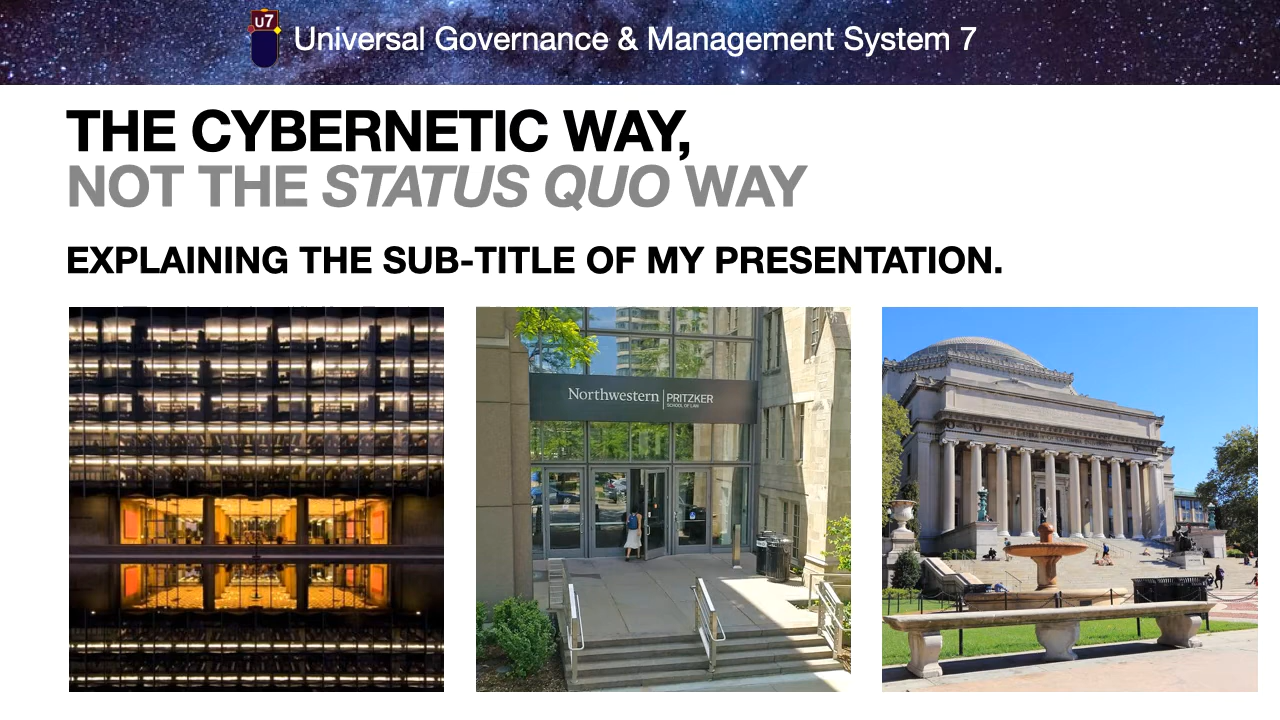 U7
Universal Governance & Management System 7
THE CYBERNETIC WAY,
NOT THE STATUS QUO WAY
EXPLAINING THE SUB-TITLE OF MY PRESENTATION.
Northwestern PRITZKER
SCHOOL OF LAW